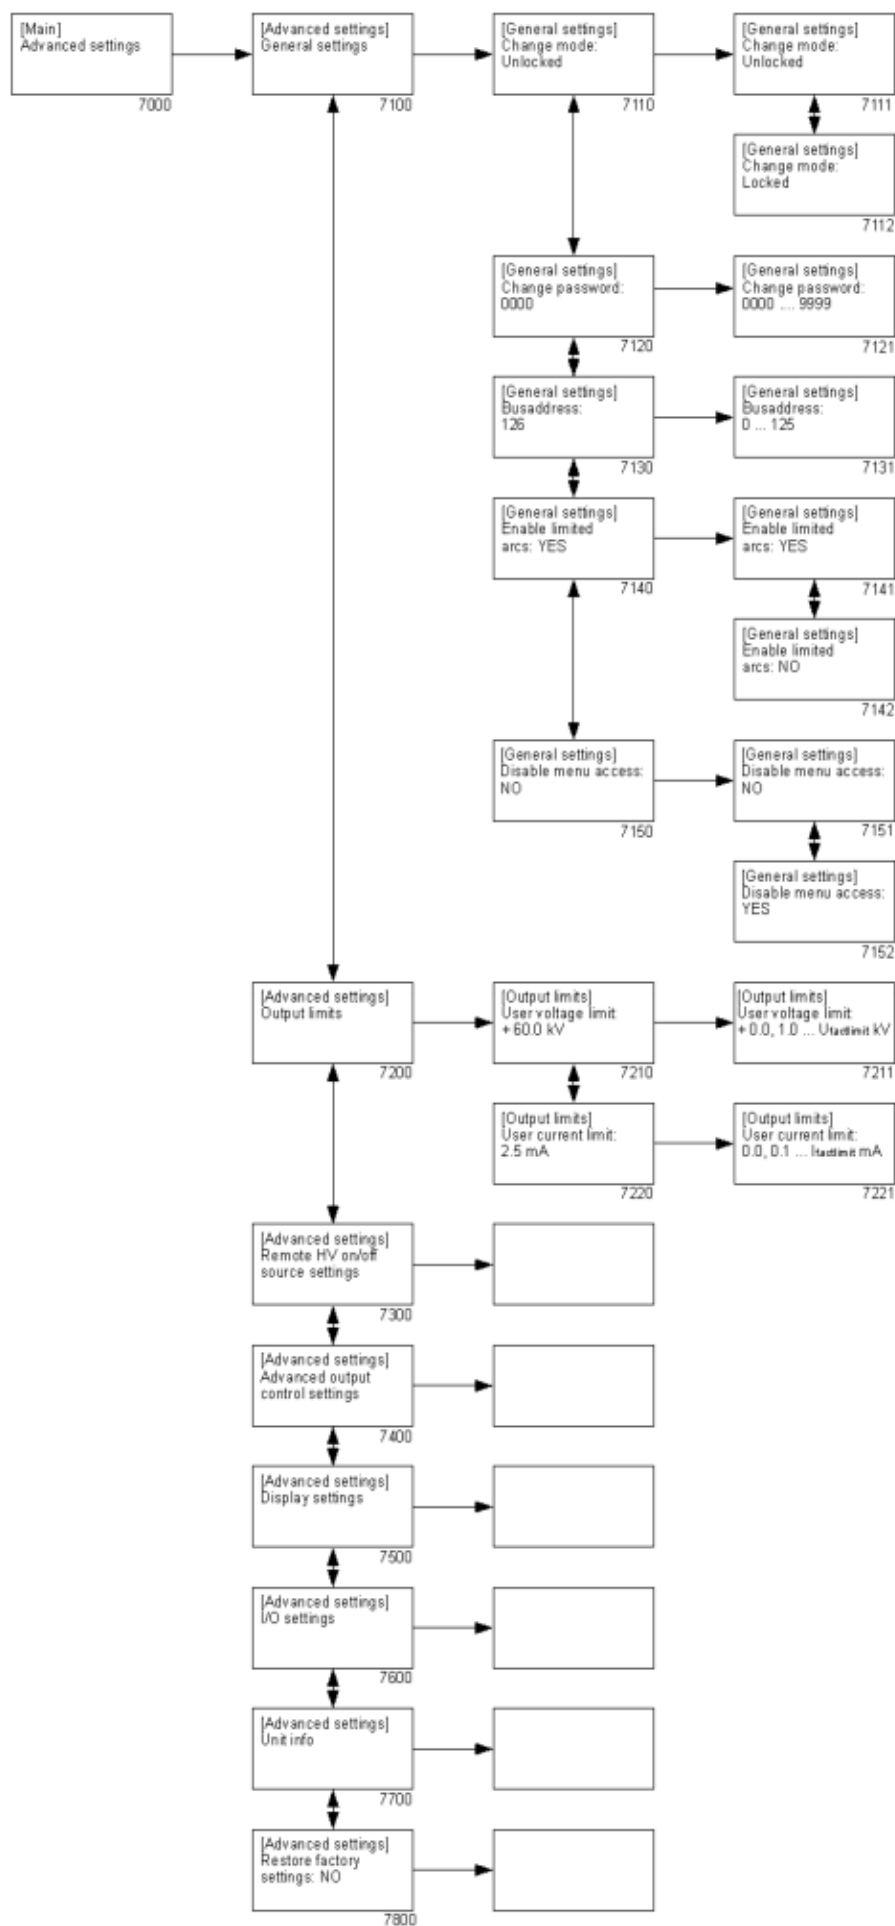 [Main]
Advanced settings
7000
[Advanced settings]
General settings
7100
[General settings]
Change mode:
Unlocked
7110
[General settings]
Change mode:
Unlocked
7111
[General settings]
Change mode:
Locked
7112
[General settings]
Change password:
0000
7120
[General settings]
Change password:
0000 .... 9999
7121
[General settings]
Busaddress:
126
7130
[General settings]
Busaddress:
0 ... 125
7131
[General settings]
Enable limited
arcs: YES
7140
[General settings]
Enable limited
arcs: YES
7141
[General settings]
Enable limited
arcs: NO
7142
[General settings]
Disable menu access:
NO
7150
[General settings]
Disable menu access:
NO
7151
[General settings]
Disable menu access:
YES
7152
[Advanced settings]
Output limits
7200
[Output limits]
User voltage limit
+ 60.0 kV
7210
[Output limits]
User voltage limit
+ 0.0, 1.0 ... Ufactlimit kV
7211
[Output limits]
User current limit:
2.5 mA
7220
[Output limits]
User current limit:
0.0, 0.1 ... Ifactlimit mA
7221
[Advanced settings]
Remote HV on/off
source settings
7300
[Advanced settings]
Advanced output
control settings
7400
[Advanced settings]
Display settings
7500
[Advanced settings]
I/O settings
7600
[Advanced settings]
Unit info
7700
[Advanced settings]
Restore factory
settings: NO
7800